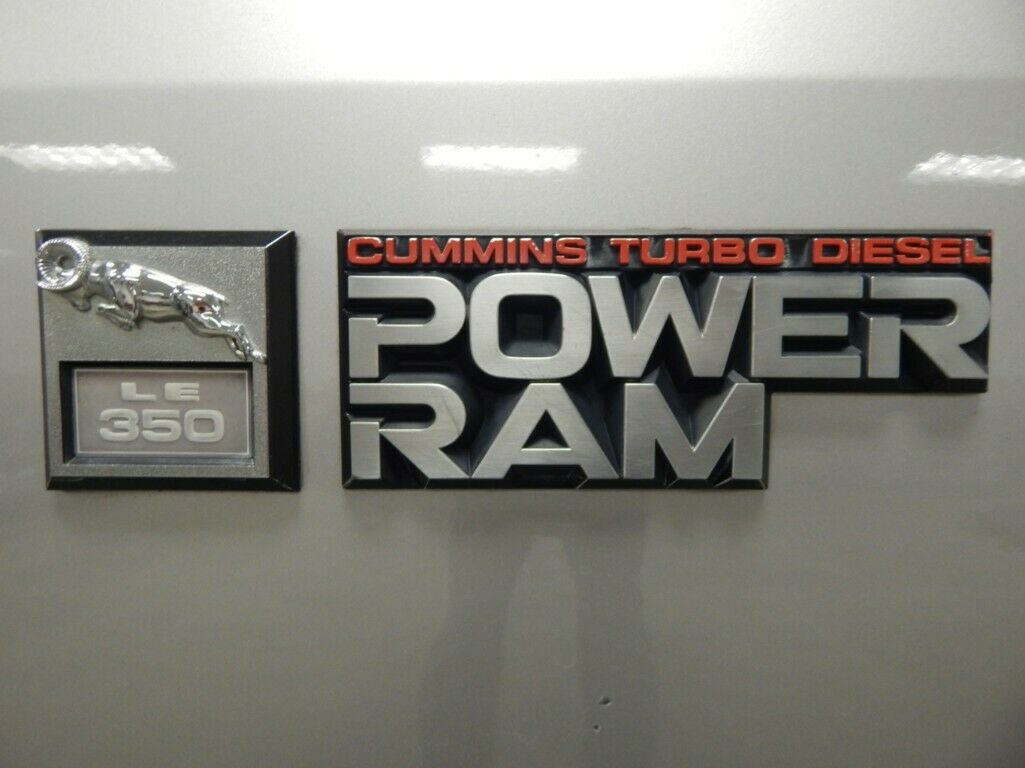 LE
350
CUMMINS TURBO DIESEL
POWER
RAM